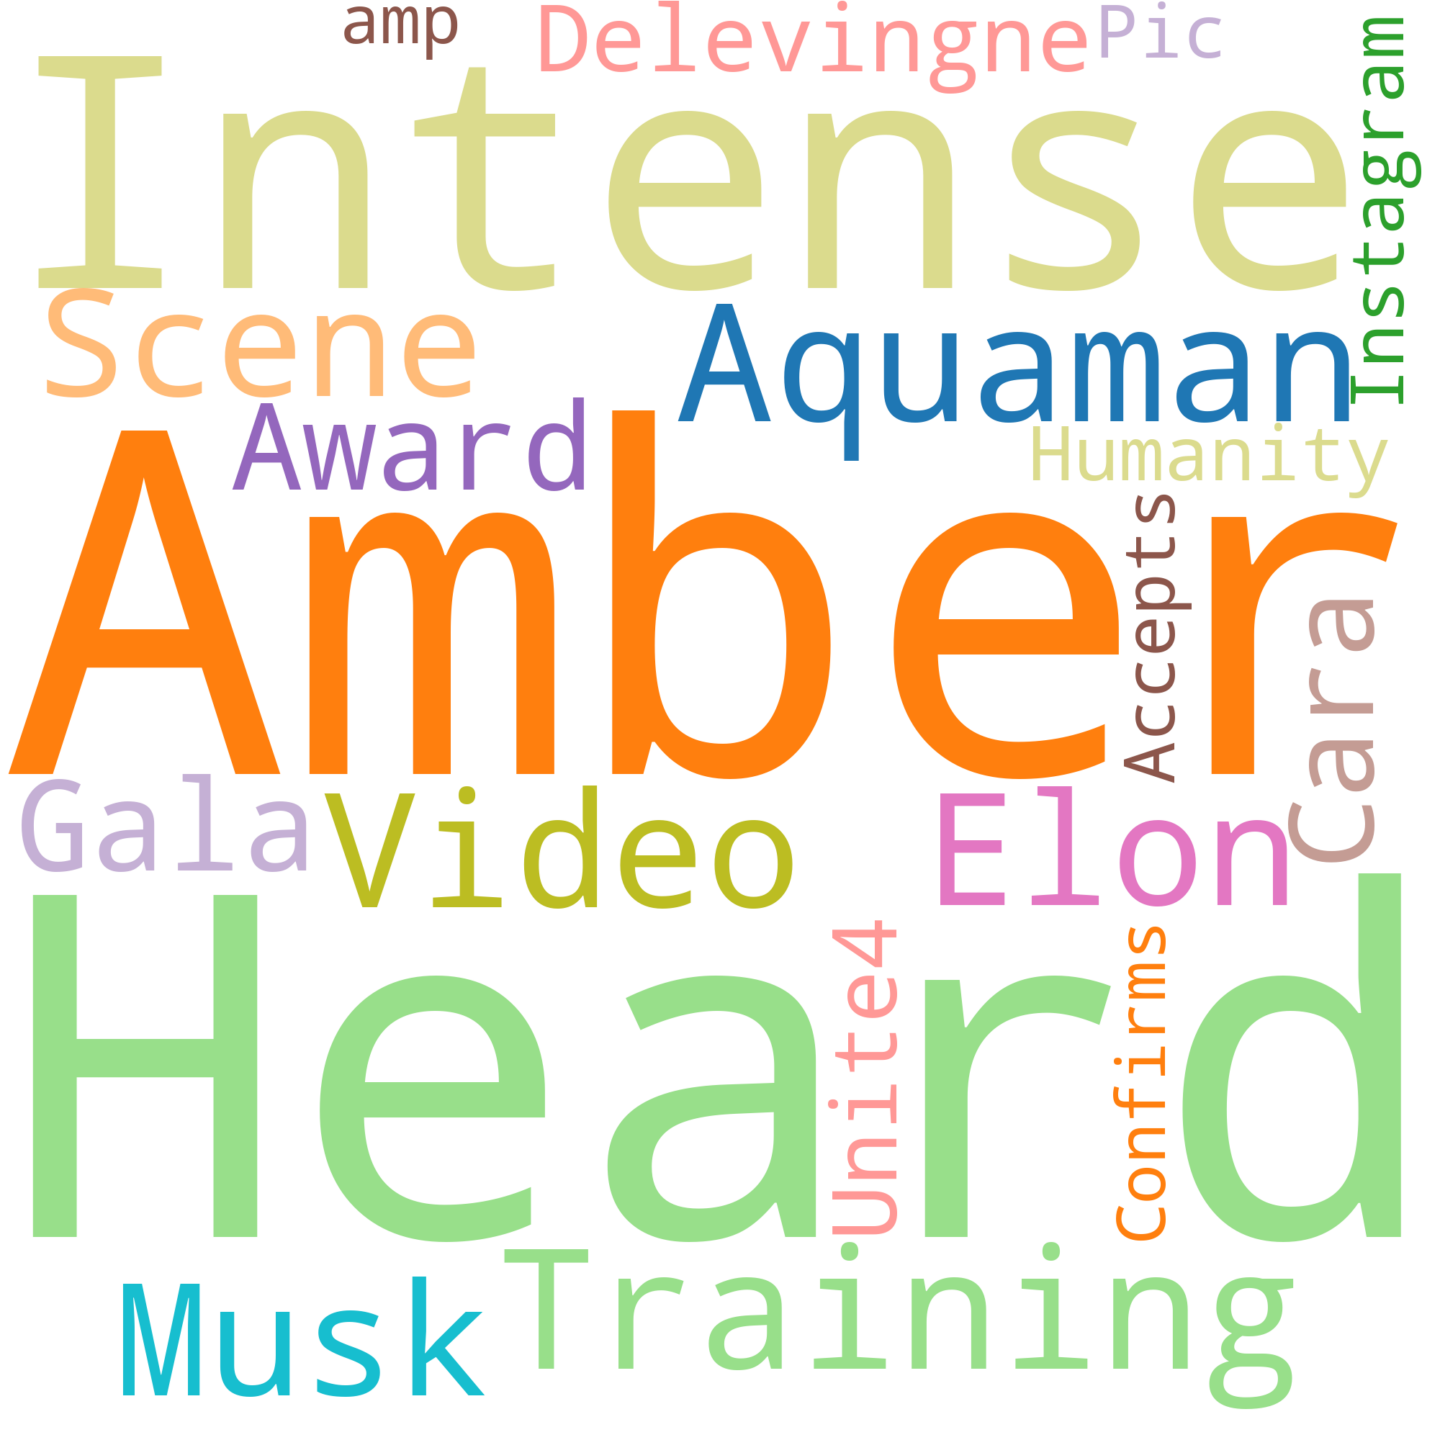 amp
Delevingne
Pic
Intense
Instagram
Scene
Aquaman
Award
Humanity
Amber
Accepts
Cara
Gala
Video
Elon
Heard
Unite4
Confirms
Training
Musk